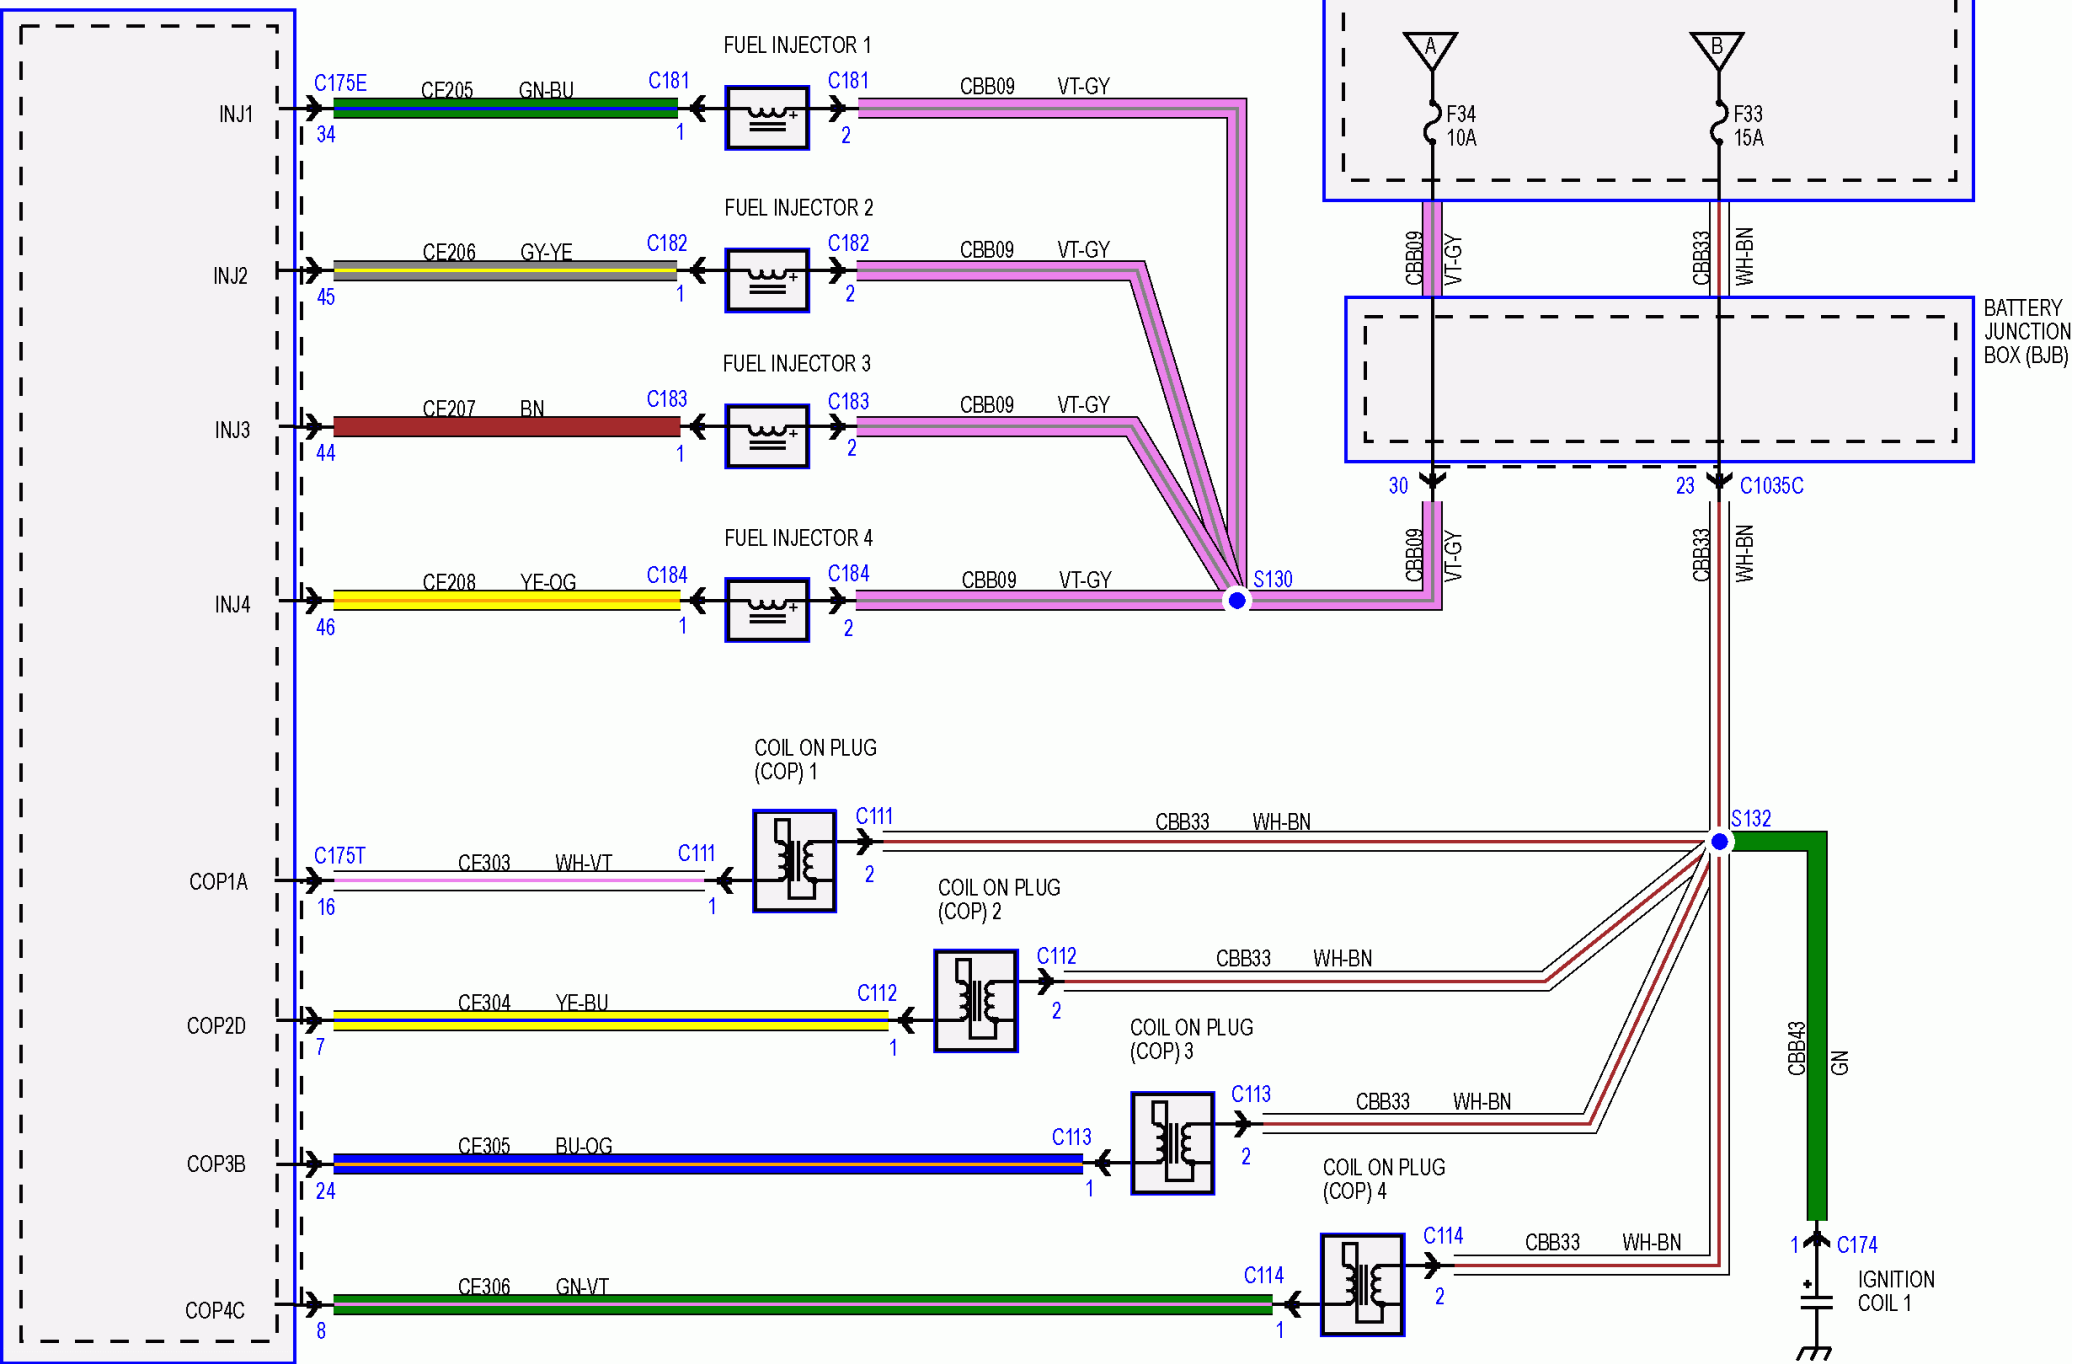 FUEL INJECTOR 1
C175E
CE205 GN-BU
C181
C181
CBB09 VT-GY
INJ1
34
1
2
+
FUEL INJECTOR 2
CE206 GY-YE
C182
C182
CBB09 VT-GY
INJ2
45
1
2
+
FUEL INJECTOR 3
CE207 BN
C183
C183
CBB09 VT-GY
INJ3
44
1
2
+
FUEL INJECTOR 4
CE208 YE-OG
C184
C184
CBB09 VT-GY
S130
INJ4
46
1
2
+
A
B
F34
10A
F33
15A
CBB09
VT-GY
CBB33
WH-BN
BATTERY
JUNCTION
BOX (BJB)
30
23
C1035C
CBB09
VT-GY
CBB33
WH-BN
COIL ON PLUG
(COP) 1
C111
CBB33 WH-BN
S132
C175T
CE303 WH-VT
C111
2
COP1A
16
1
COIL ON PLUG
(COP) 2
C112
CBB33 WH-BN
CE304 YE-BU
C112
2
COP2D
7
1
COIL ON PLUG
(COP) 3
CBB43
GN
C113
CBB33 WH-BN
CE305 BU-OG
C113
2
COP3B
24
1
COIL ON PLUG
(COP) 4
C114
CBB33 WH-BN
1
C174
CE306 GN-VT
C114
2
+
IGNITION
COIL 1
COP4C
8
1